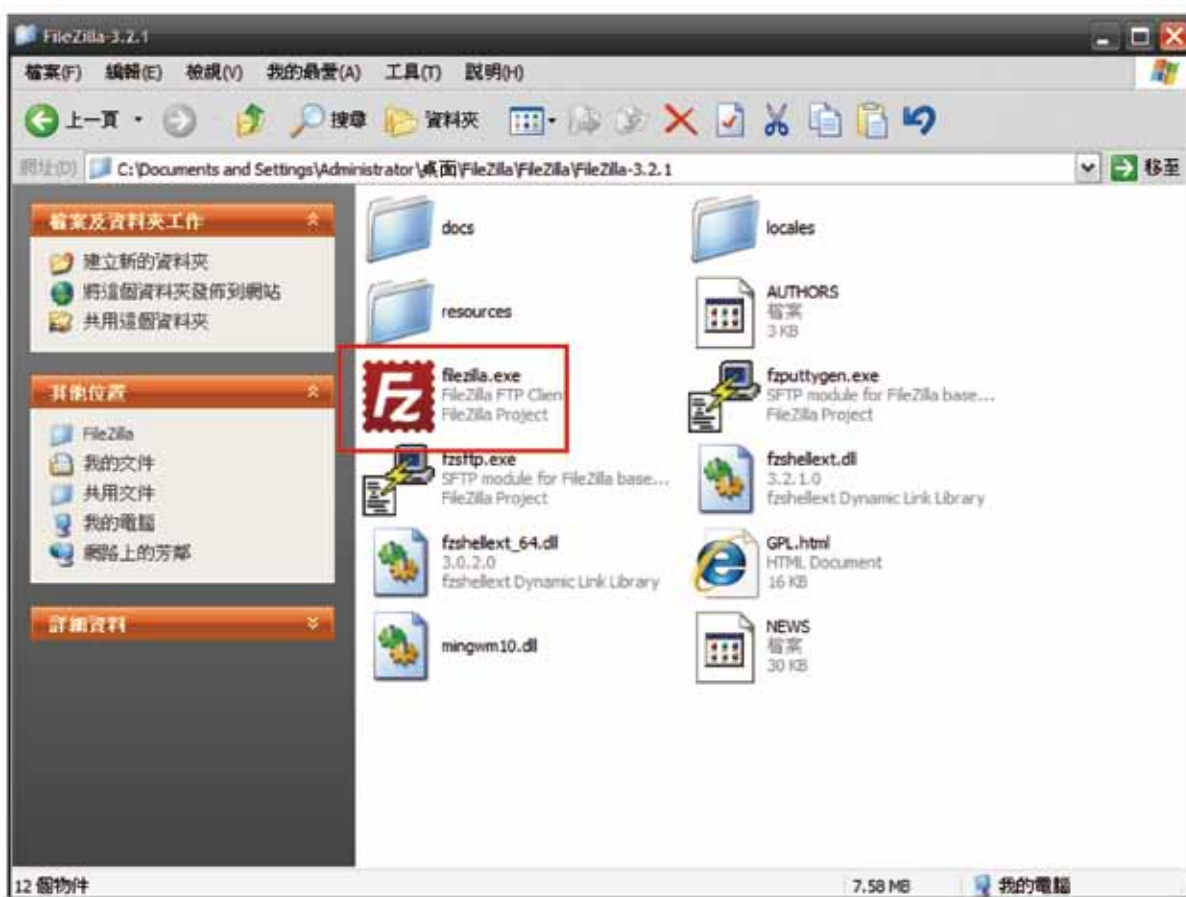 FileZilla-3.2.1
檔案(F) 編輯(E) 檢視(V) 我的最愛(A) 工具(T) 說明(H)
上一頁 搜尋 資料夾
網址(D) C:\Documents and Settings\Administrator\桌面\FileZilla\FileZilla\FileZilla-3.2.1 移至
檔案及資料夾工作
建立新的資料夾
將這個資料夾發佈到網站
共用這個資料夾
其他位置
FileZilla
我的文件
共用文件
我的電腦
網路上的芳鄰
詳細資料
docs
locales
resources
AUTHORS
檔案
3 KB
filezilla.exe
FileZilla FTP Clien
FileZilla Project
fzputtygen.exe
SFTP module for FileZilla base...
FileZilla Project
fzsftp.exe
SFTP module for FileZilla base...
FileZilla Project
fzshellext.dll
3.2.1.0
fzshellext Dynamic Link Library
fzshellext_64.dll
3.0.2.0
fzshellext Dynamic Link Library
GPL.html
HTML Document
16 KB
mingwm10.dll
NEWS
檔案
30 KB
12 個物件 7.58 MB 我的電腦